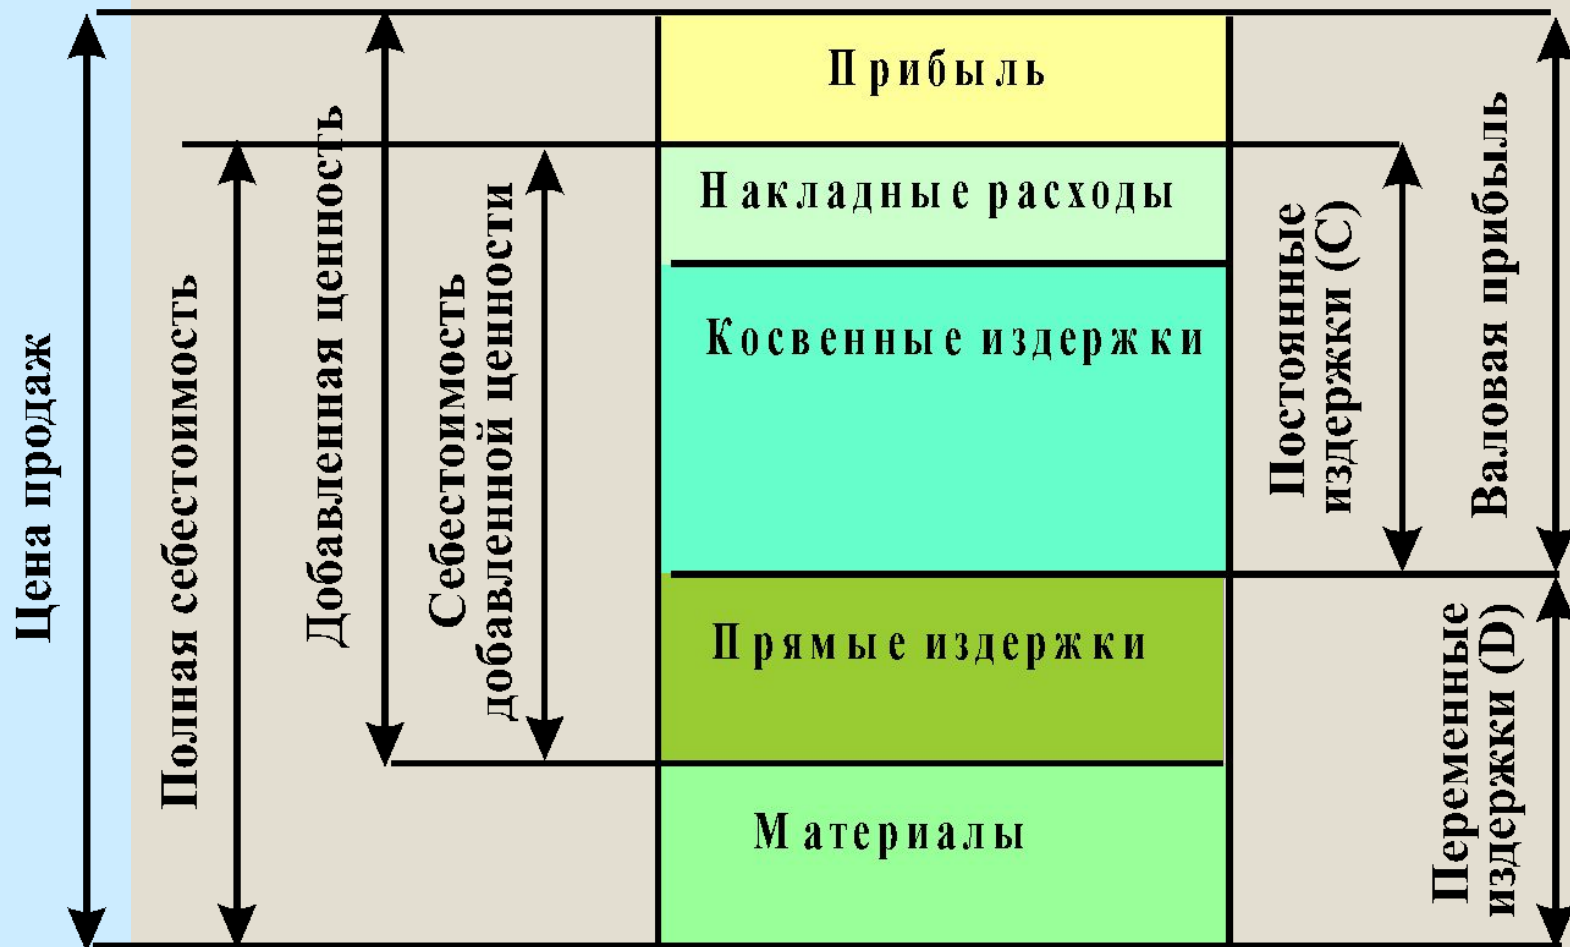 Цена продаж
Полная себестоимость
Добавленная ценность
Себестоимость
добавленной ценности
Прибыль
Накладные расходы
Косвенные издержки
Прямые издержки
Материалы
Постоянные
издержки (С)
Валовая прибыль
Переменные
издержки (D)